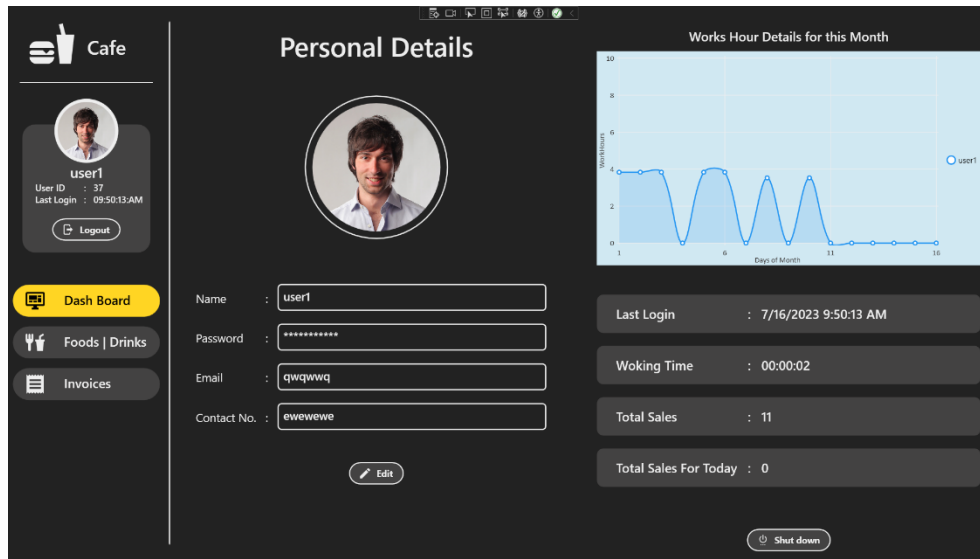 Cafe
user1
User ID : 37
Last Login : 09:50:13:AM
Logout
Dash Board
Foods | Drinks
Invoices
Personal Details
Name : user1
Password : ***********
Email : qwqwwq
Contact No. : ewewewe
Edit
Works Hour Details for this Month
10
8
6
4
2
0
WorkHours
1 6 11 16
Days of Month
user1
Last Login : 7/16/2023 9:50:13 AM
Woking Time : 00:00:02
Total Sales : 11
Total Sales For Today : 0
Shut down